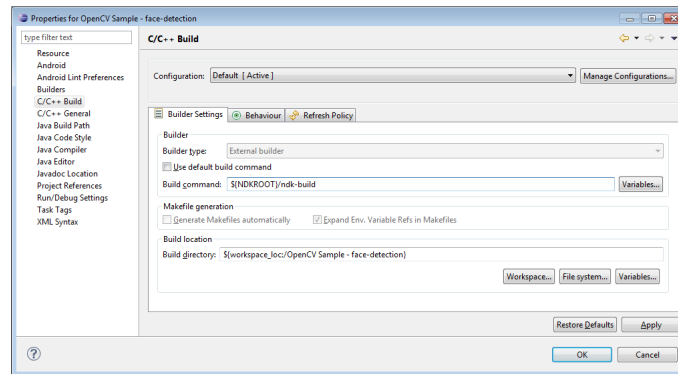 Properties for OpenCV Sample - face-detection
type filter text
C/C++ Build
Resource
Android
Android Lint Preferences
Builders
C/C++ Build
C/C++ General
Java Build Path
Java Code Style
Java Compiler
Java Editor
Javadoc Location
Project References
Run/Debug Settings
Task Tags
XML Syntax
Configuration: Default [ Active ] Manage Configurations...
Builder Settings Behaviour Refresh Policy
Builder
Builder type: External builder
Use default build command
Build command: ${NDKROOT}/ndk-build Variables...
Makefile generation
Generate Makefiles automatically Expand Env. Variable Refs in Makefiles
Build location
Build directory: ${workspace_loc:/OpenCV Sample - face-detection}
Workspace... File system... Variables...
Restore Defaults Apply
? OK Cancel